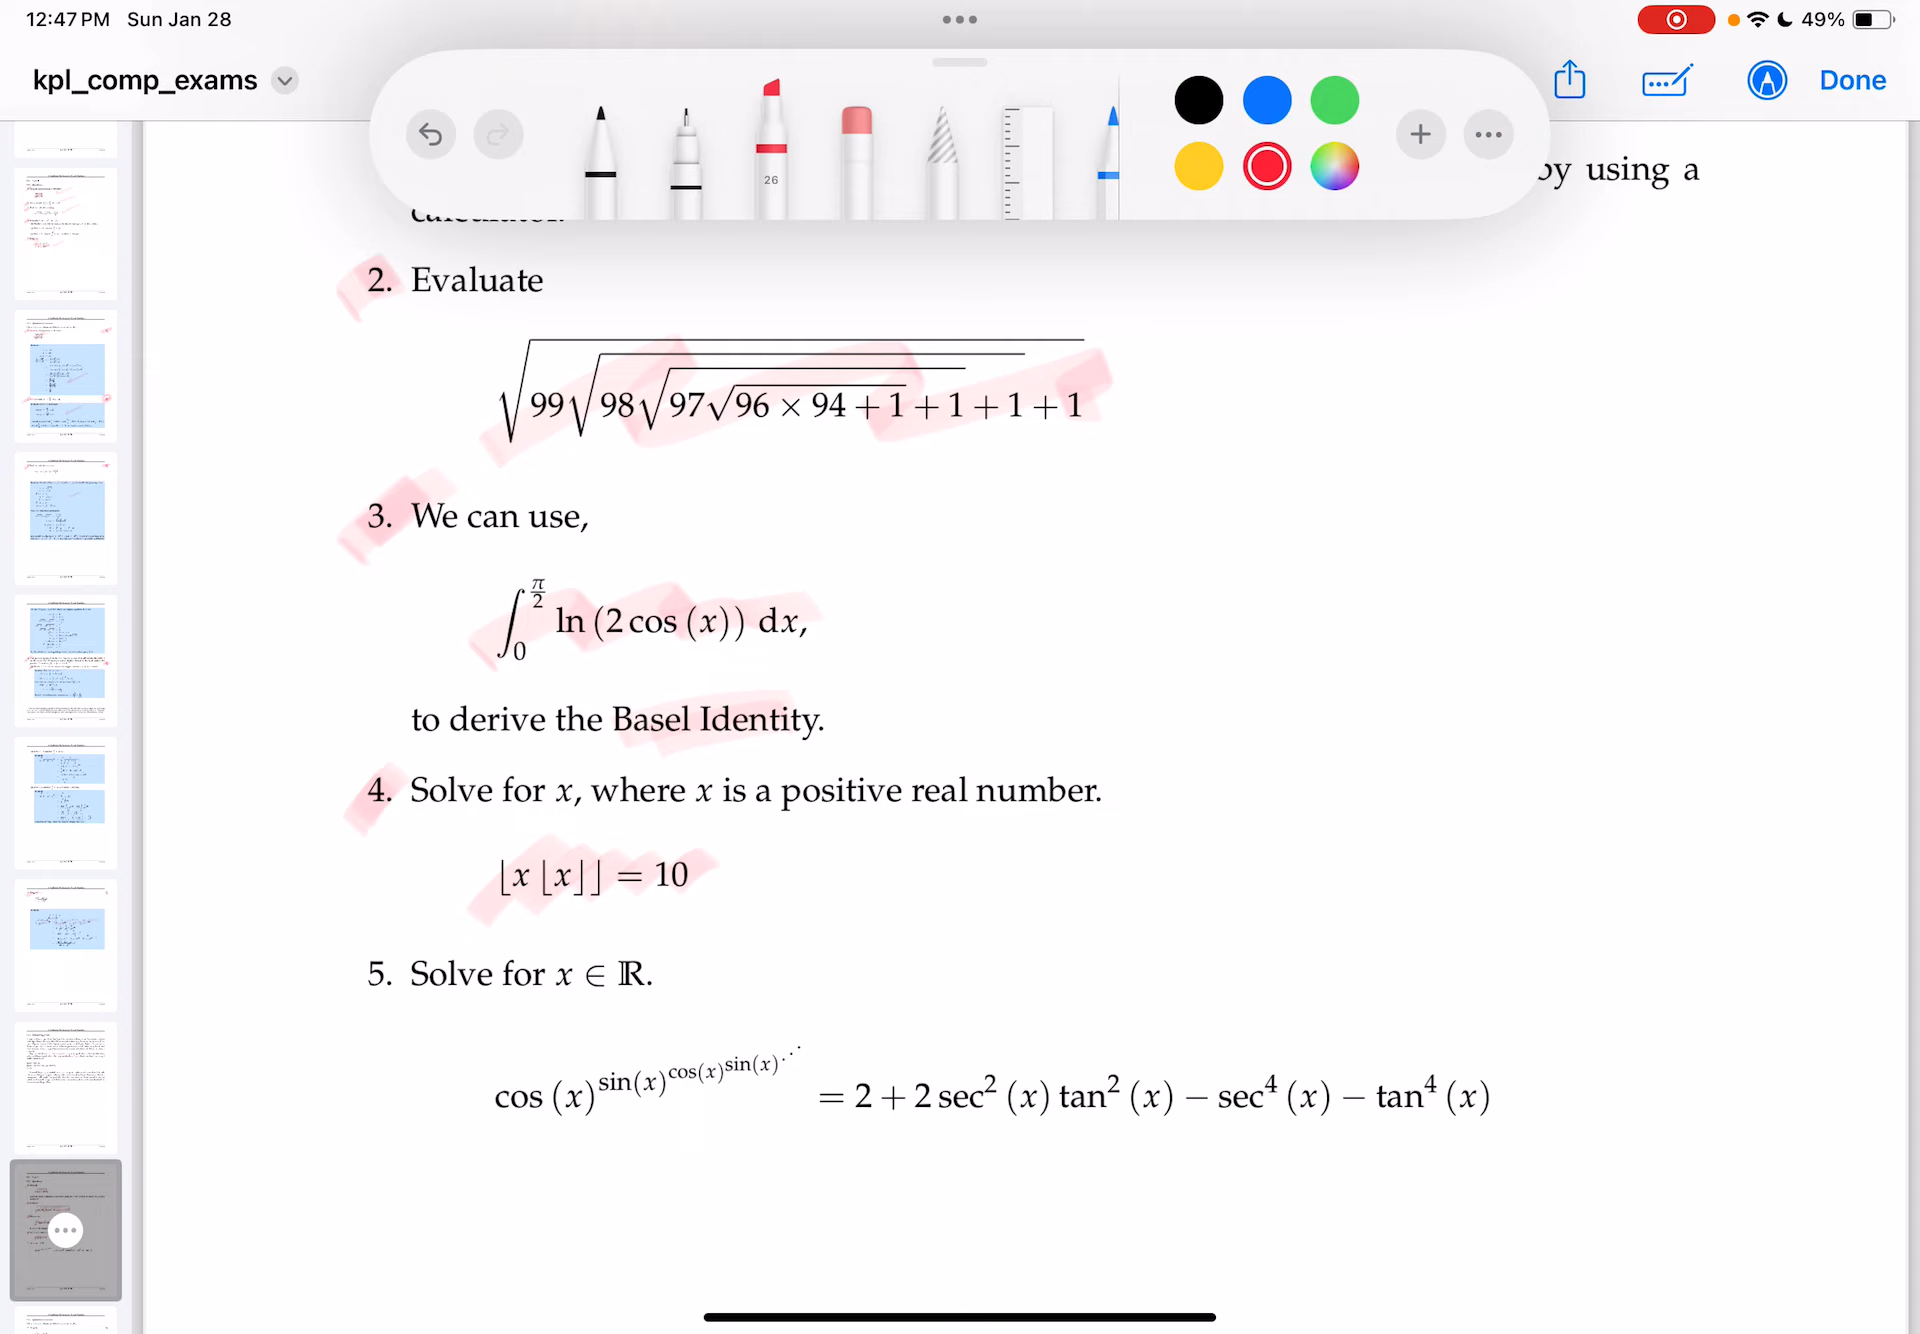 12:47 PM Sun Jan 28
49%
kpl_comp_exams
Done
26
by using a
calculator.
2. Evaluate
√(99√(98√(97√(96 × 94 + 1) + 1) + 1) + 1)
3. We can use,
∫₀^(π/2) ln (2 cos (x)) dx,
to derive the Basel Identity.
4. Solve for x, where x is a positive real number.
⌊x ⌊x⌋⌋ = 10
5. Solve for x ∈ ℝ.
cos (x)^sin(x)^cos(x)^sin(x)^⋰ = 2 + 2 sec² (x) tan² (x) − sec⁴ (x) − tan⁴ (x)